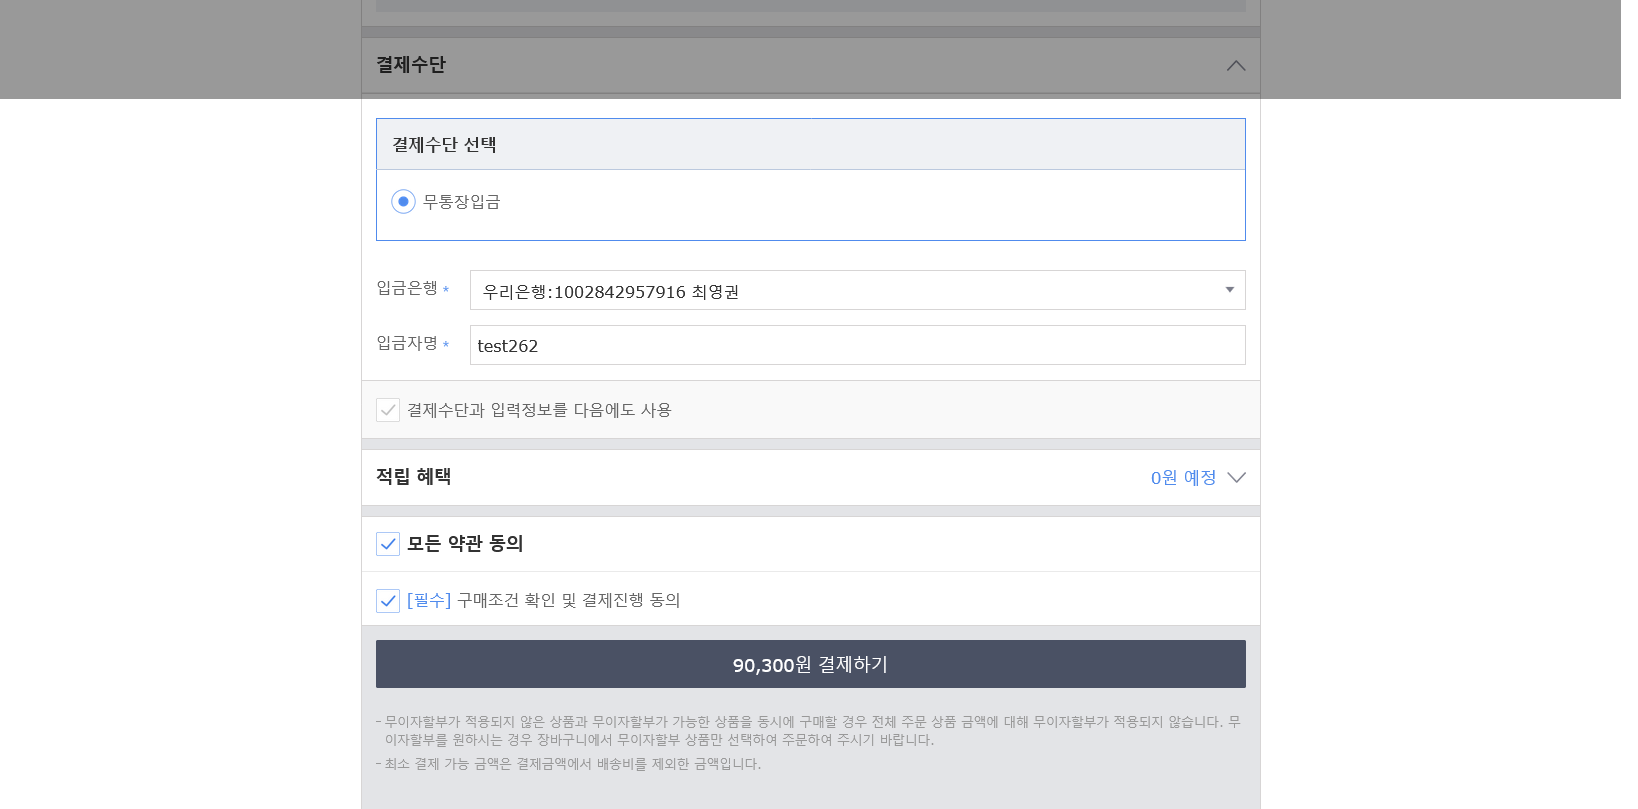 결제수단
결제수단 선택
무통장입금
입금은행 *
우리은행:1002842957916 최영권
입금자명 *
test262
결제수단과 입력정보를 다음에도 사용
적립 혜택
0원 예정
모든 약관 동의
[필수] 구매조건 확인 및 결제진행 동의
90,300원 결제하기
- 무이자할부가 적용되지 않은 상품과 무이자할부가 가능한 상품을 동시에 구매할 경우 전체 주문 상품 금액에 대해 무이자할부가 적용되지 않습니다. 무
이자할부를 원하시는 경우 장바구니에서 무이자할부 상품만 선택하여 주문하여 주시기 바랍니다.
- 최소 결제 가능 금액은 결제금액에서 배송비를 제외한 금액입니다.